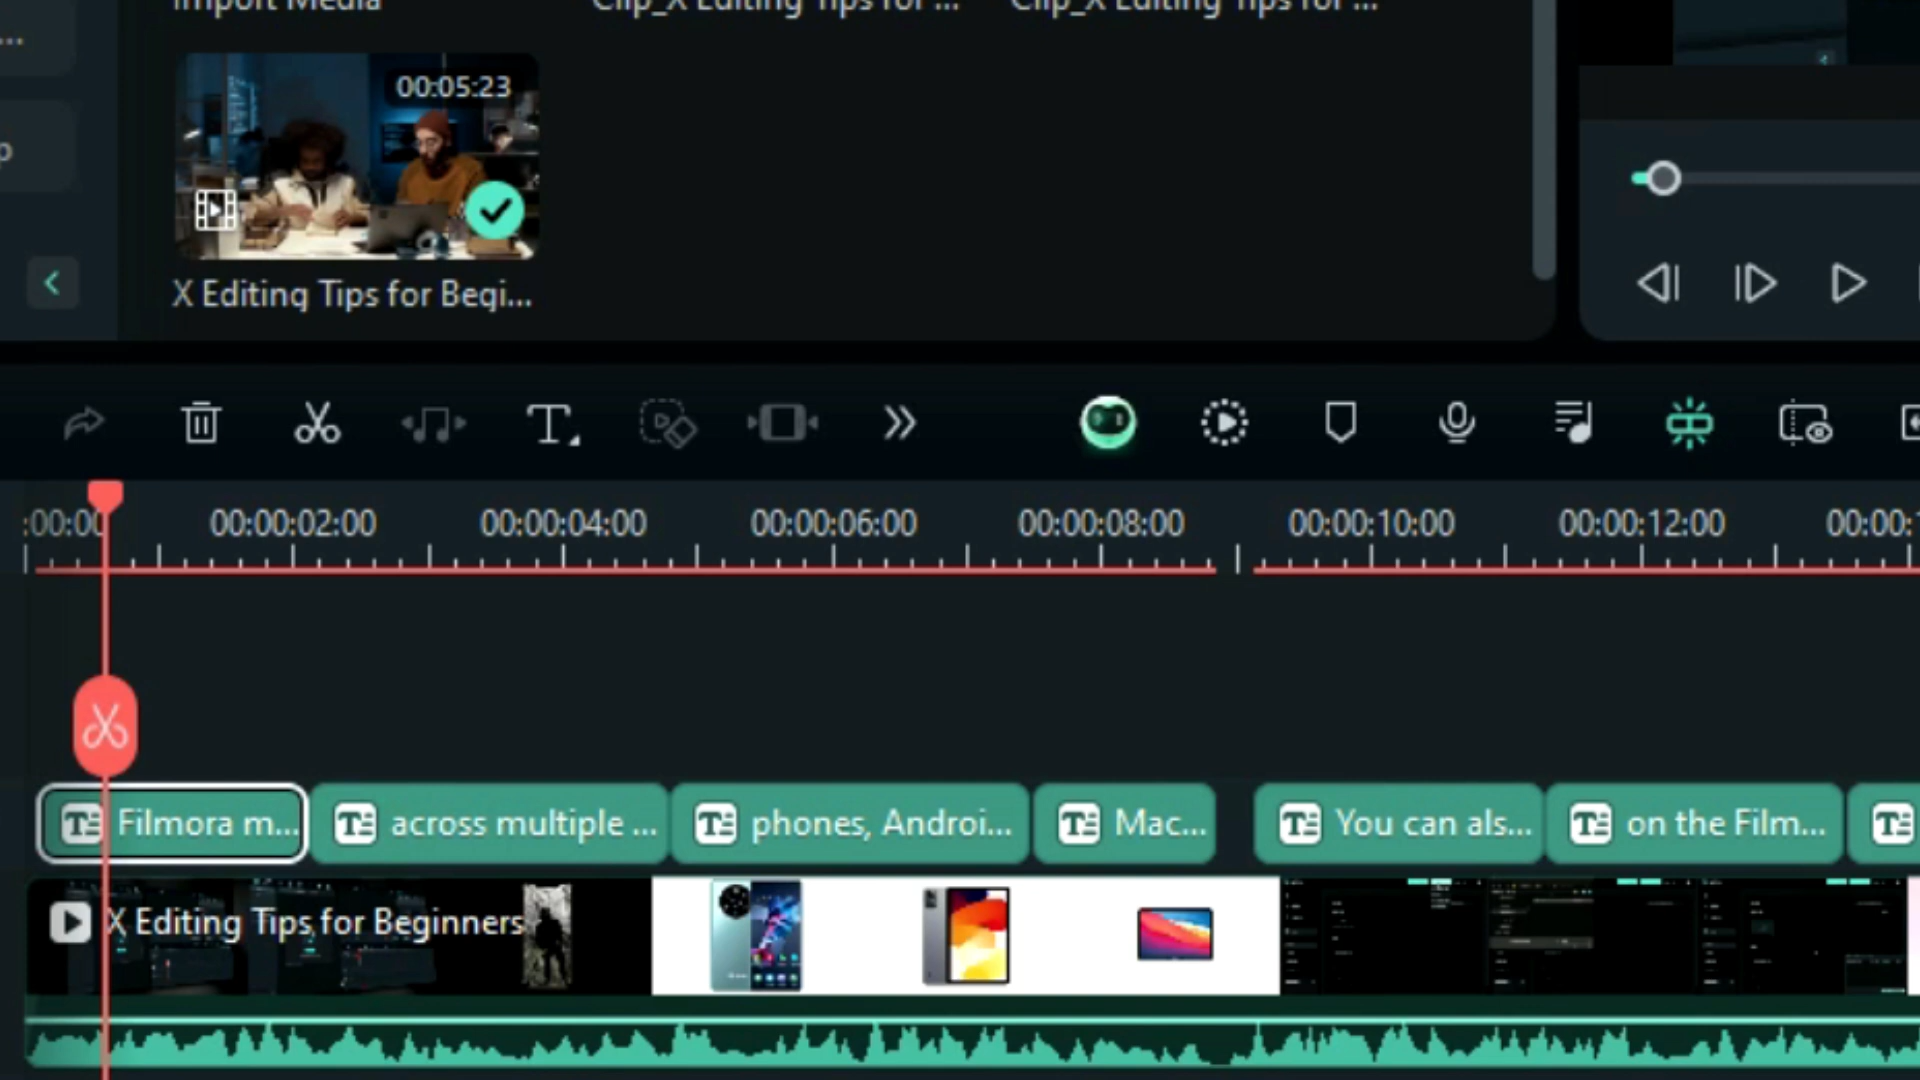 Import Media
Clip_X Editing Tips for ...
Clip_X Editing Tips for ...
...
p
00:05:23
X Editing Tips for Begi...
:00:00
00:00:02:00
00:00:04:00
00:00:06:00
00:00:08:00
00:00:10:00
00:00:12:00
00:00:1
Filmora m...
across multiple ...
phones, Androi...
Mac...
You can als...
on the Film...
X Editing Tips for Beginners